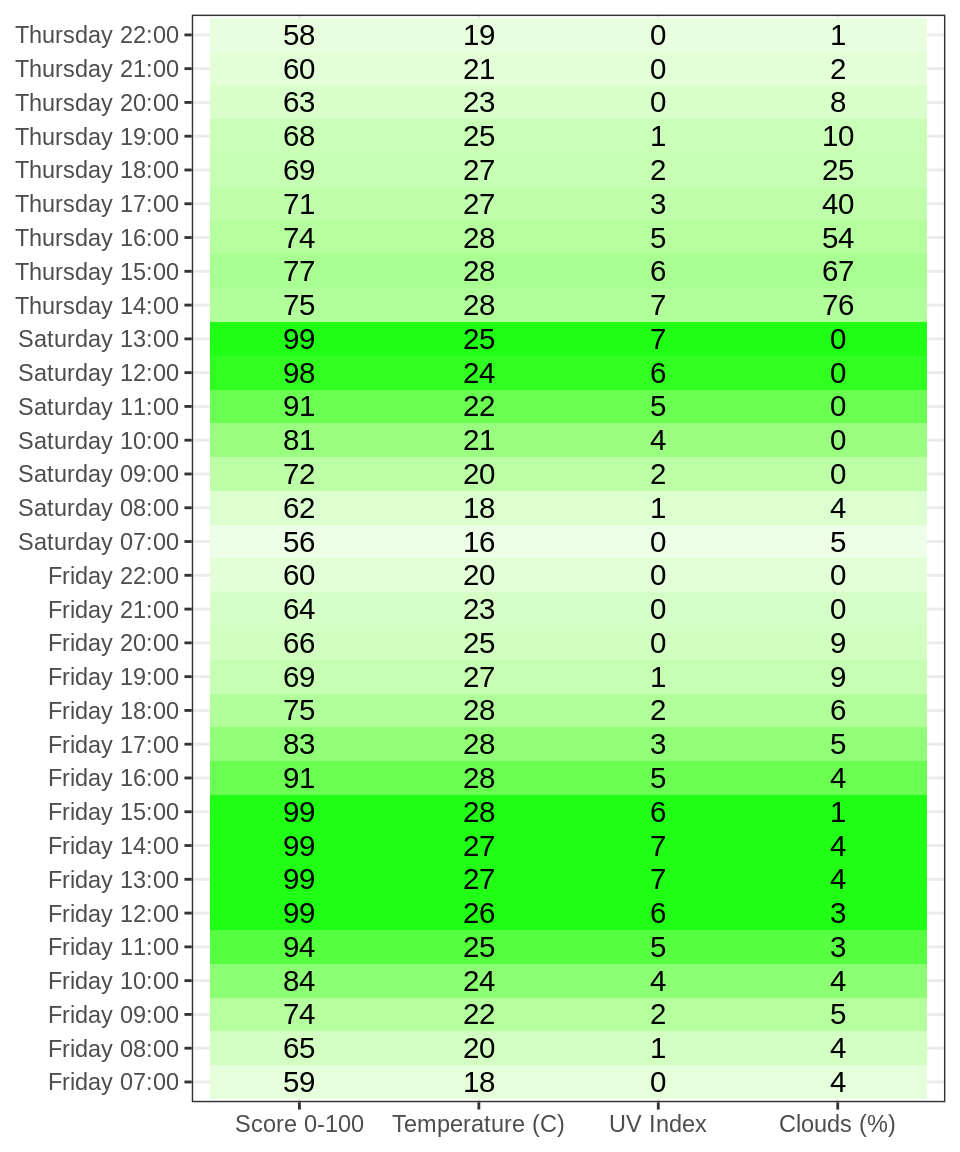 Thursday 22:00 58 19 0 1
Thursday 21:00 60 21 0 2
Thursday 20:00 63 23 0 8
Thursday 19:00 68 25 1 10
Thursday 18:00 69 27 2 25
Thursday 17:00 71 27 3 40
Thursday 16:00 74 28 5 54
Thursday 15:00 77 28 6 67
Thursday 14:00 75 28 7 76
Saturday 13:00 99 25 7 0
Saturday 12:00 98 24 6 0
Saturday 11:00 91 22 5 0
Saturday 10:00 81 21 4 0
Saturday 09:00 72 20 2 0
Saturday 08:00 62 18 1 4
Saturday 07:00 56 16 0 5
Friday 22:00 60 20 0 0
Friday 21:00 64 23 0 0
Friday 20:00 66 25 0 9
Friday 19:00 69 27 1 9
Friday 18:00 75 28 2 6
Friday 17:00 83 28 3 5
Friday 16:00 91 28 5 4
Friday 15:00 99 28 6 1
Friday 14:00 99 27 7 4
Friday 13:00 99 27 7 4
Friday 12:00 99 26 6 3
Friday 11:00 94 25 5 3
Friday 10:00 84 24 4 4
Friday 09:00 74 22 2 5
Friday 08:00 65 20 1 4
Friday 07:00 59 18 0 4
Score 0-100 Temperature (C) UV Index Clouds (%)